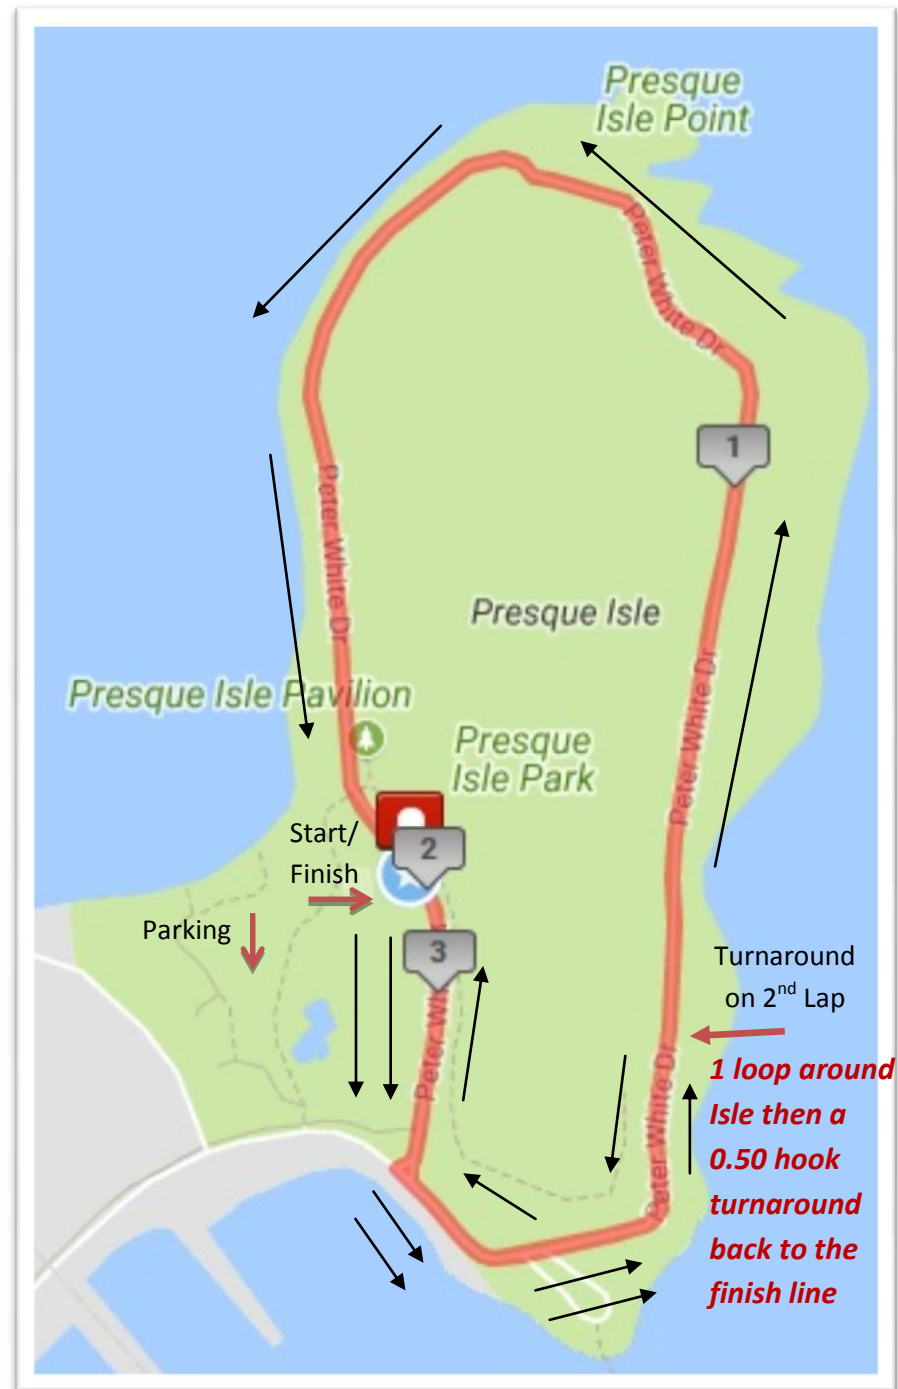 Presque
Isle Point
Peter White Dr
1
Peter White Dr
Presque Isle
Peter White Dr
Presque Isle Pavilion
Presque
Isle Park
Start/
Finish
2
Parking
3
Peter Wh
Turnaround
on 2nd Lap
Peter White Dr
1 loop around
Isle then a
0.50 hook
turnaround
back to the
finish line